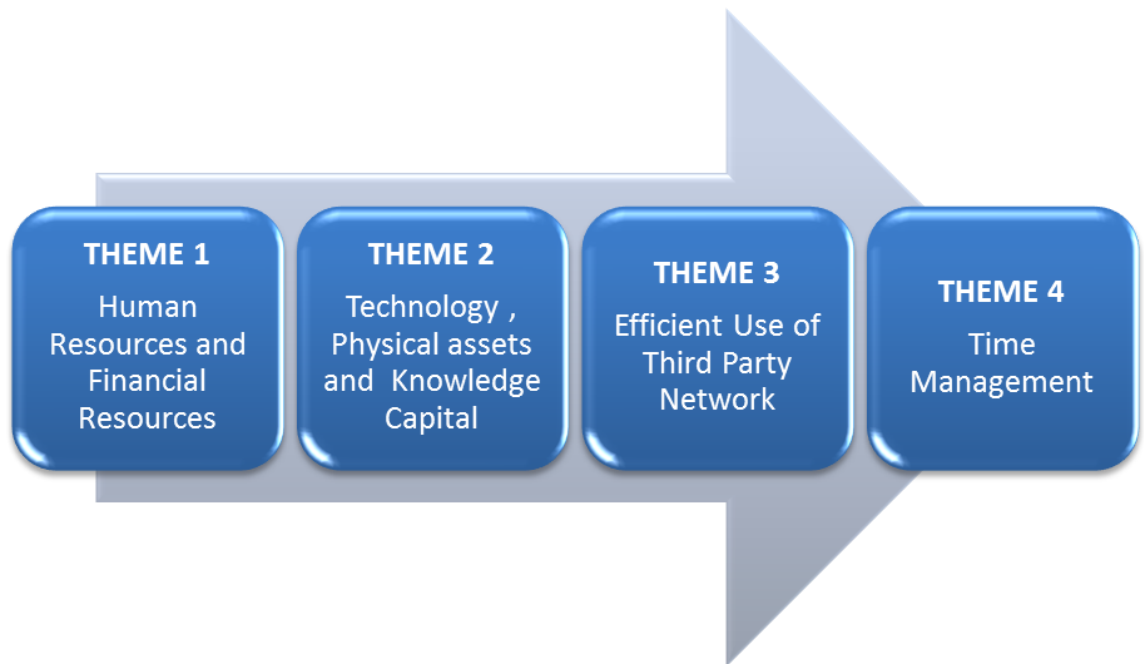 THEME 1
Human
Resources and
Financial
Resources
THEME 2
Technology ,
Physical assets
and Knowledge
Capital
THEME 3
Efficient Use of
Third Party
Network
THEME 4
Time
Management